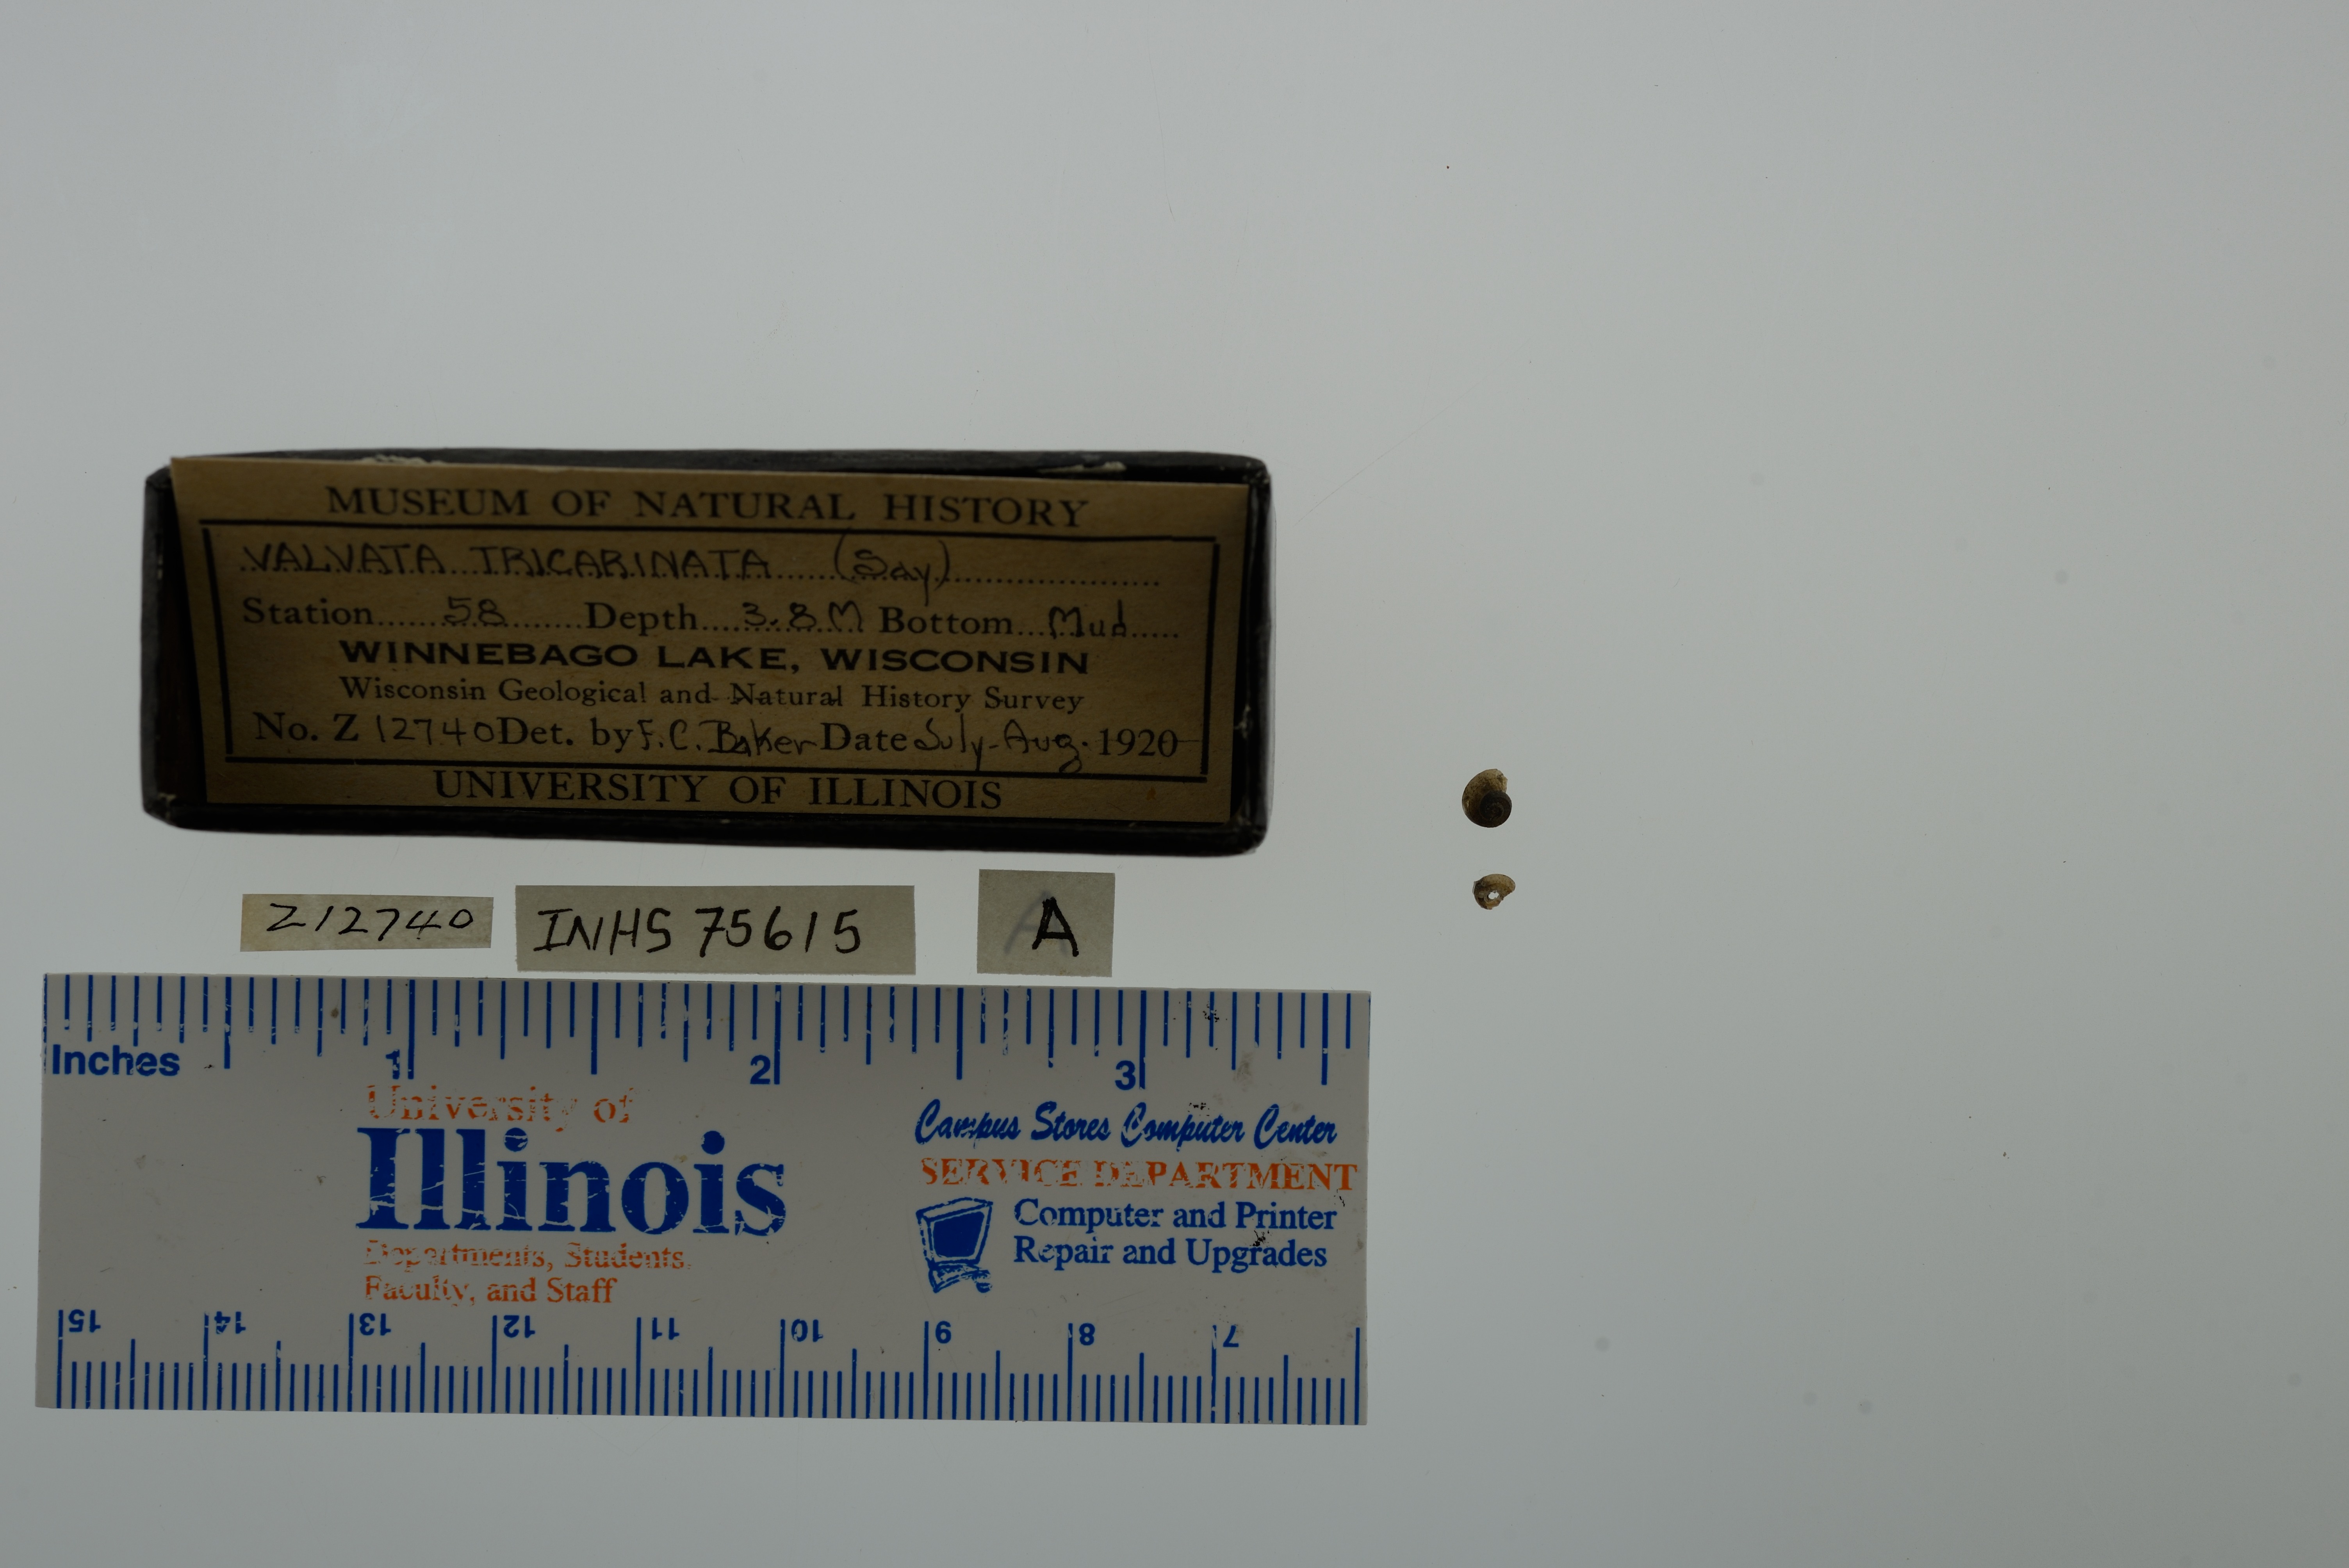 MUSEUM OF NATURAL HISTORY
VALVATA TRICARINATA (Say)
Station 58 Depth 3.8 M Bottom Mud
WINNEBAGO LAKE, WISCONSIN
Wisconsin Geological and Natural History Survey
No. Z 12740 Det. by F. C. Baker Date July-Aug. 1920
UNIVERSITY OF ILLINOIS
Z12740
INHS 75615
A
Inches 1 2 3
University of
Illinois
Departments, Students,
Faculty, and Staff
Campus Stores Computer Center
SERVICE DEPARTMENT
Computer and Printer
Repair and Upgrades
15 14 13 12 11 10 9 8 7